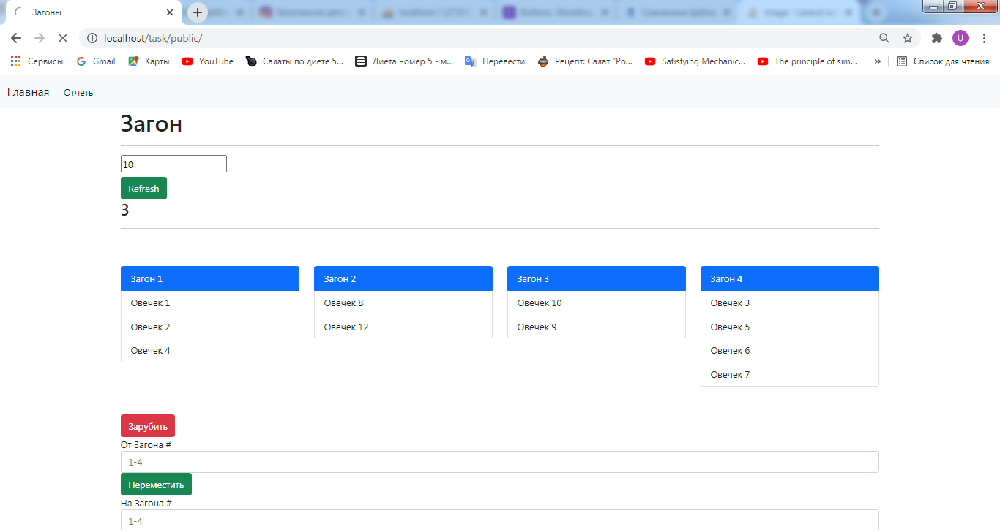 Загоны
localhost/task/public/
U
Сервисы Gmail Карты YouTube Салаты по диете 5... Диета номер 5 - м... Перевести Рецепт: Салат "Ро... Satisfying Mechanic... The principle of sim... » Список для чтения
Главная Отчеты
Загон
10
Refresh
3
Загон 1
Овечек 1
Овечек 2
Овечек 4
Загон 2
Овечек 8
Овечек 12
Загон 3
Овечек 10
Овечек 9
Загон 4
Овечек 3
Овечек 5
Овечек 6
Овечек 7
Зарубить
От Загона #
1-4
Переместить
На Загона #
1-4